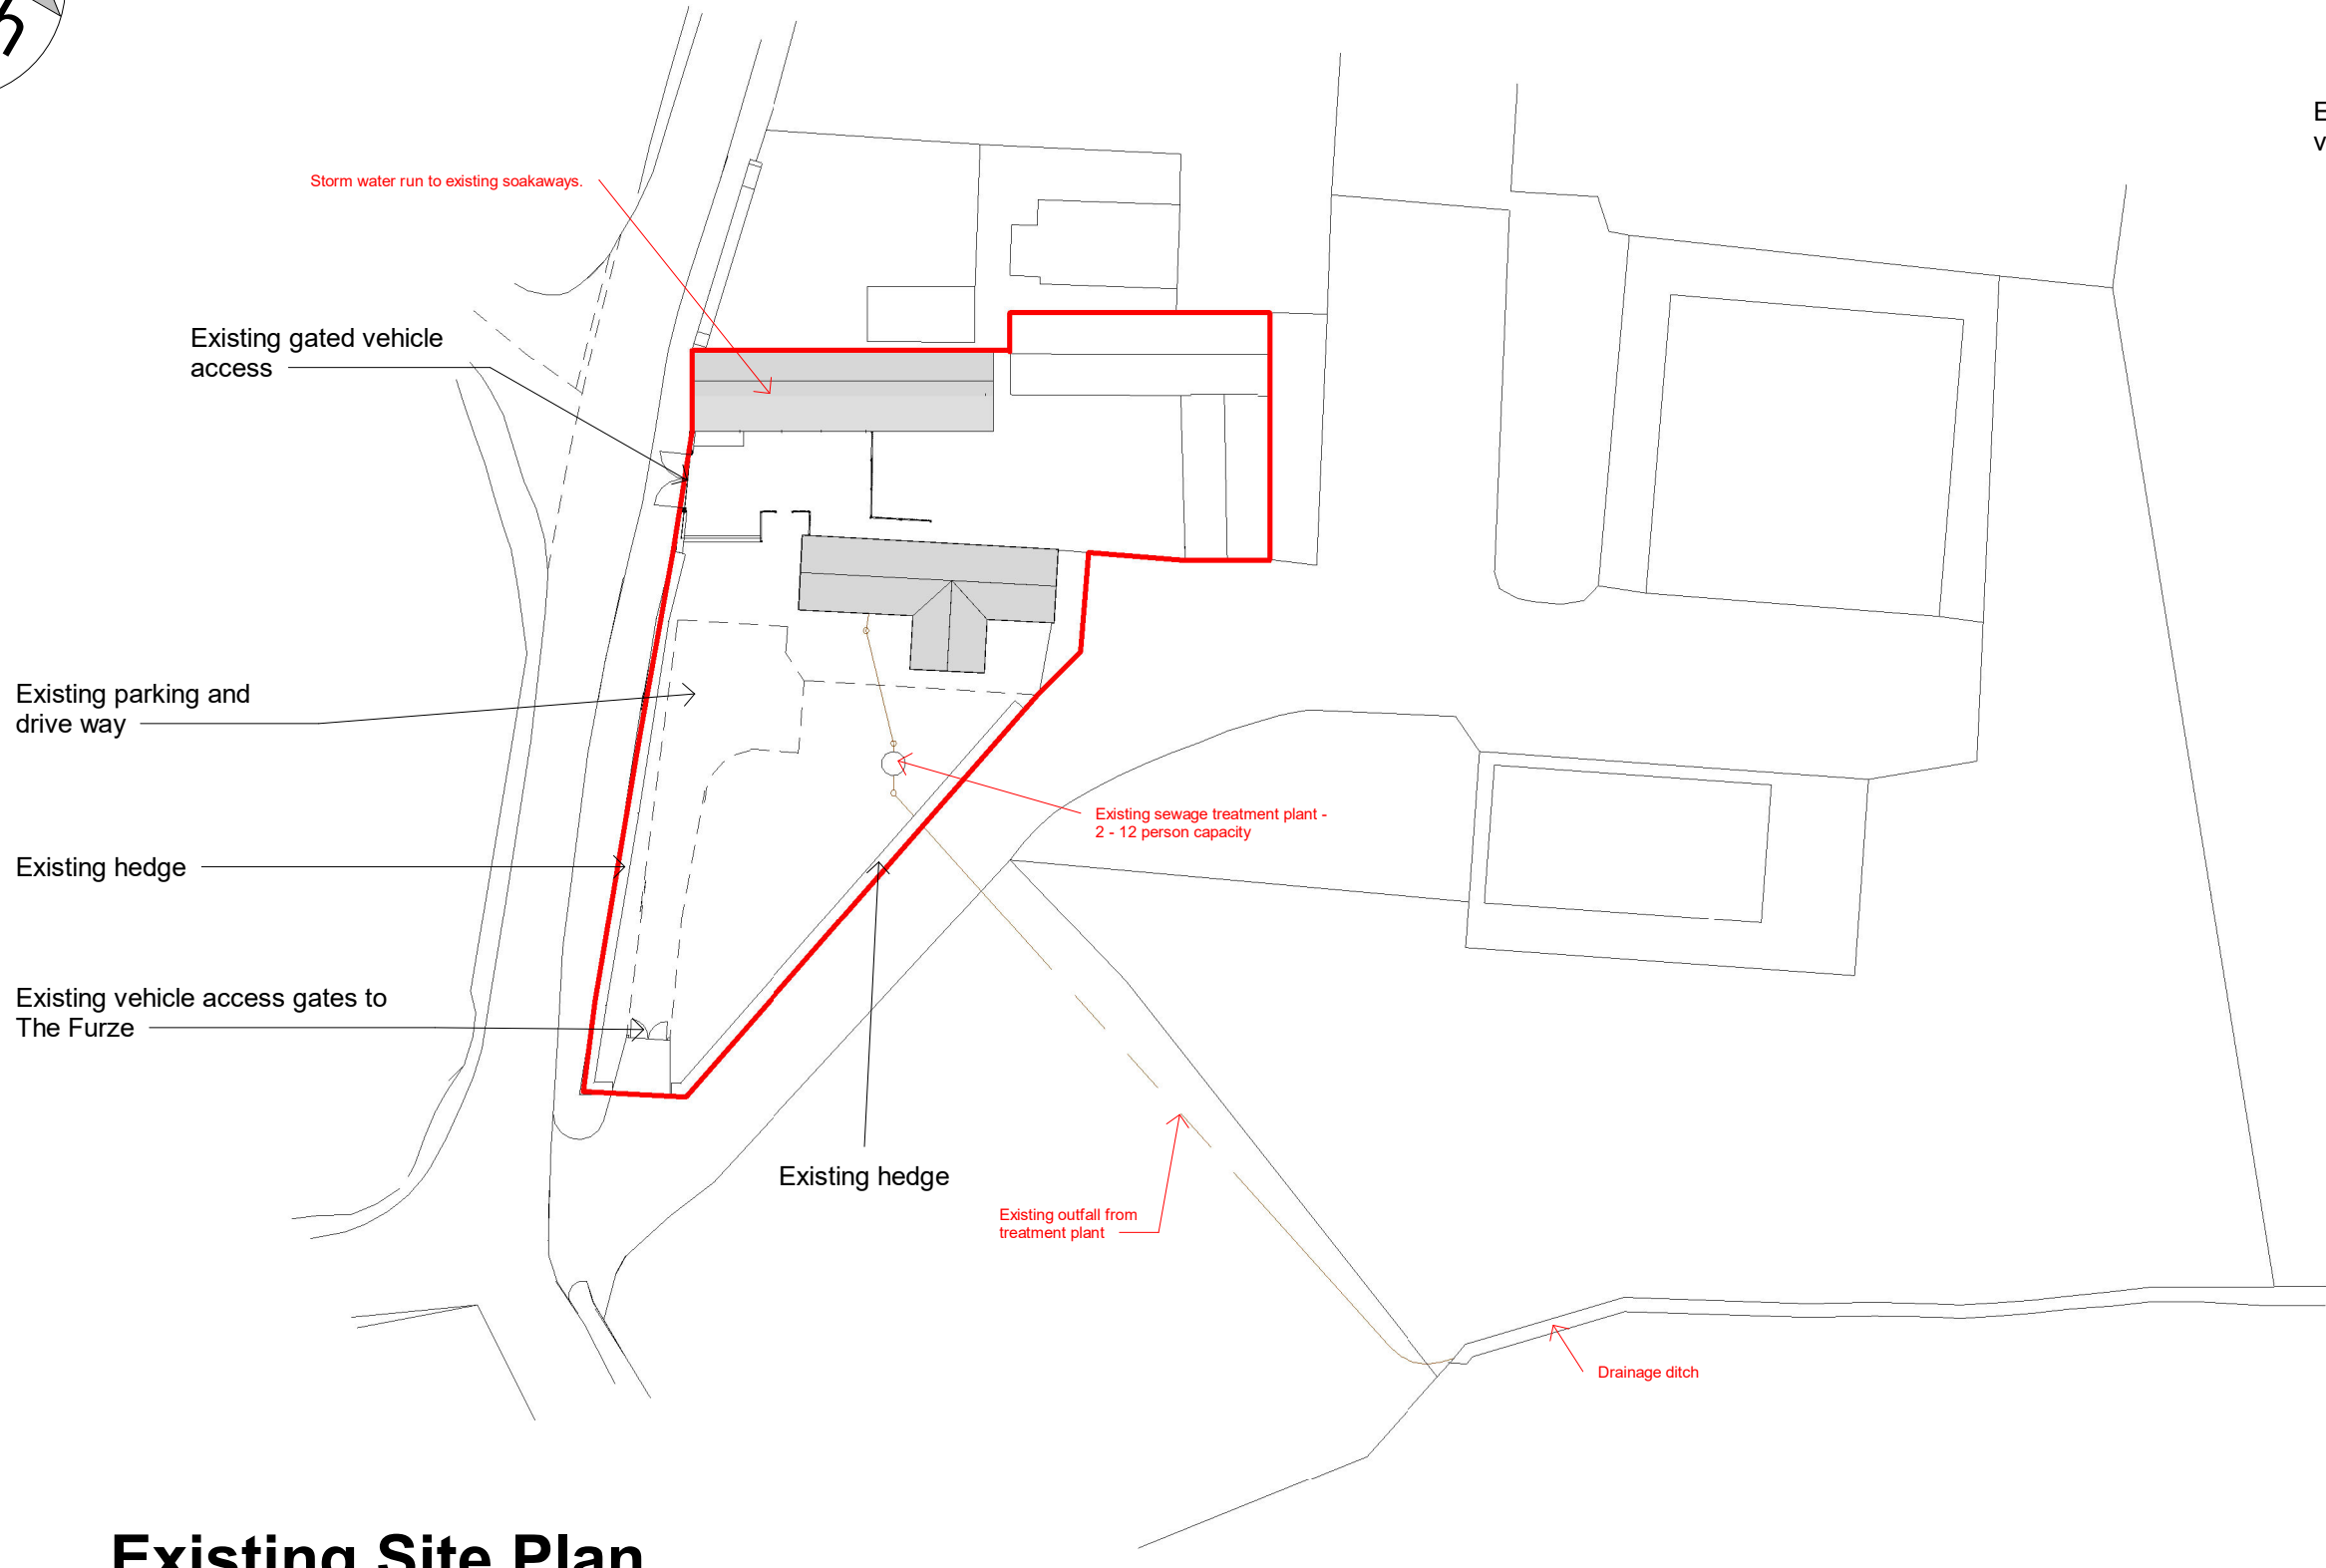 Storm water run to existing soakaways.
Existing gated vehicle
access
Existing parking and
drive way
Existing sewage treatment plant -
2 - 12 person capacity
Existing hedge
Existing vehicle access gates to
The Furze
Existing hedge
Existing outfall from
treatment plant
Drainage ditch
Existing Site Plan